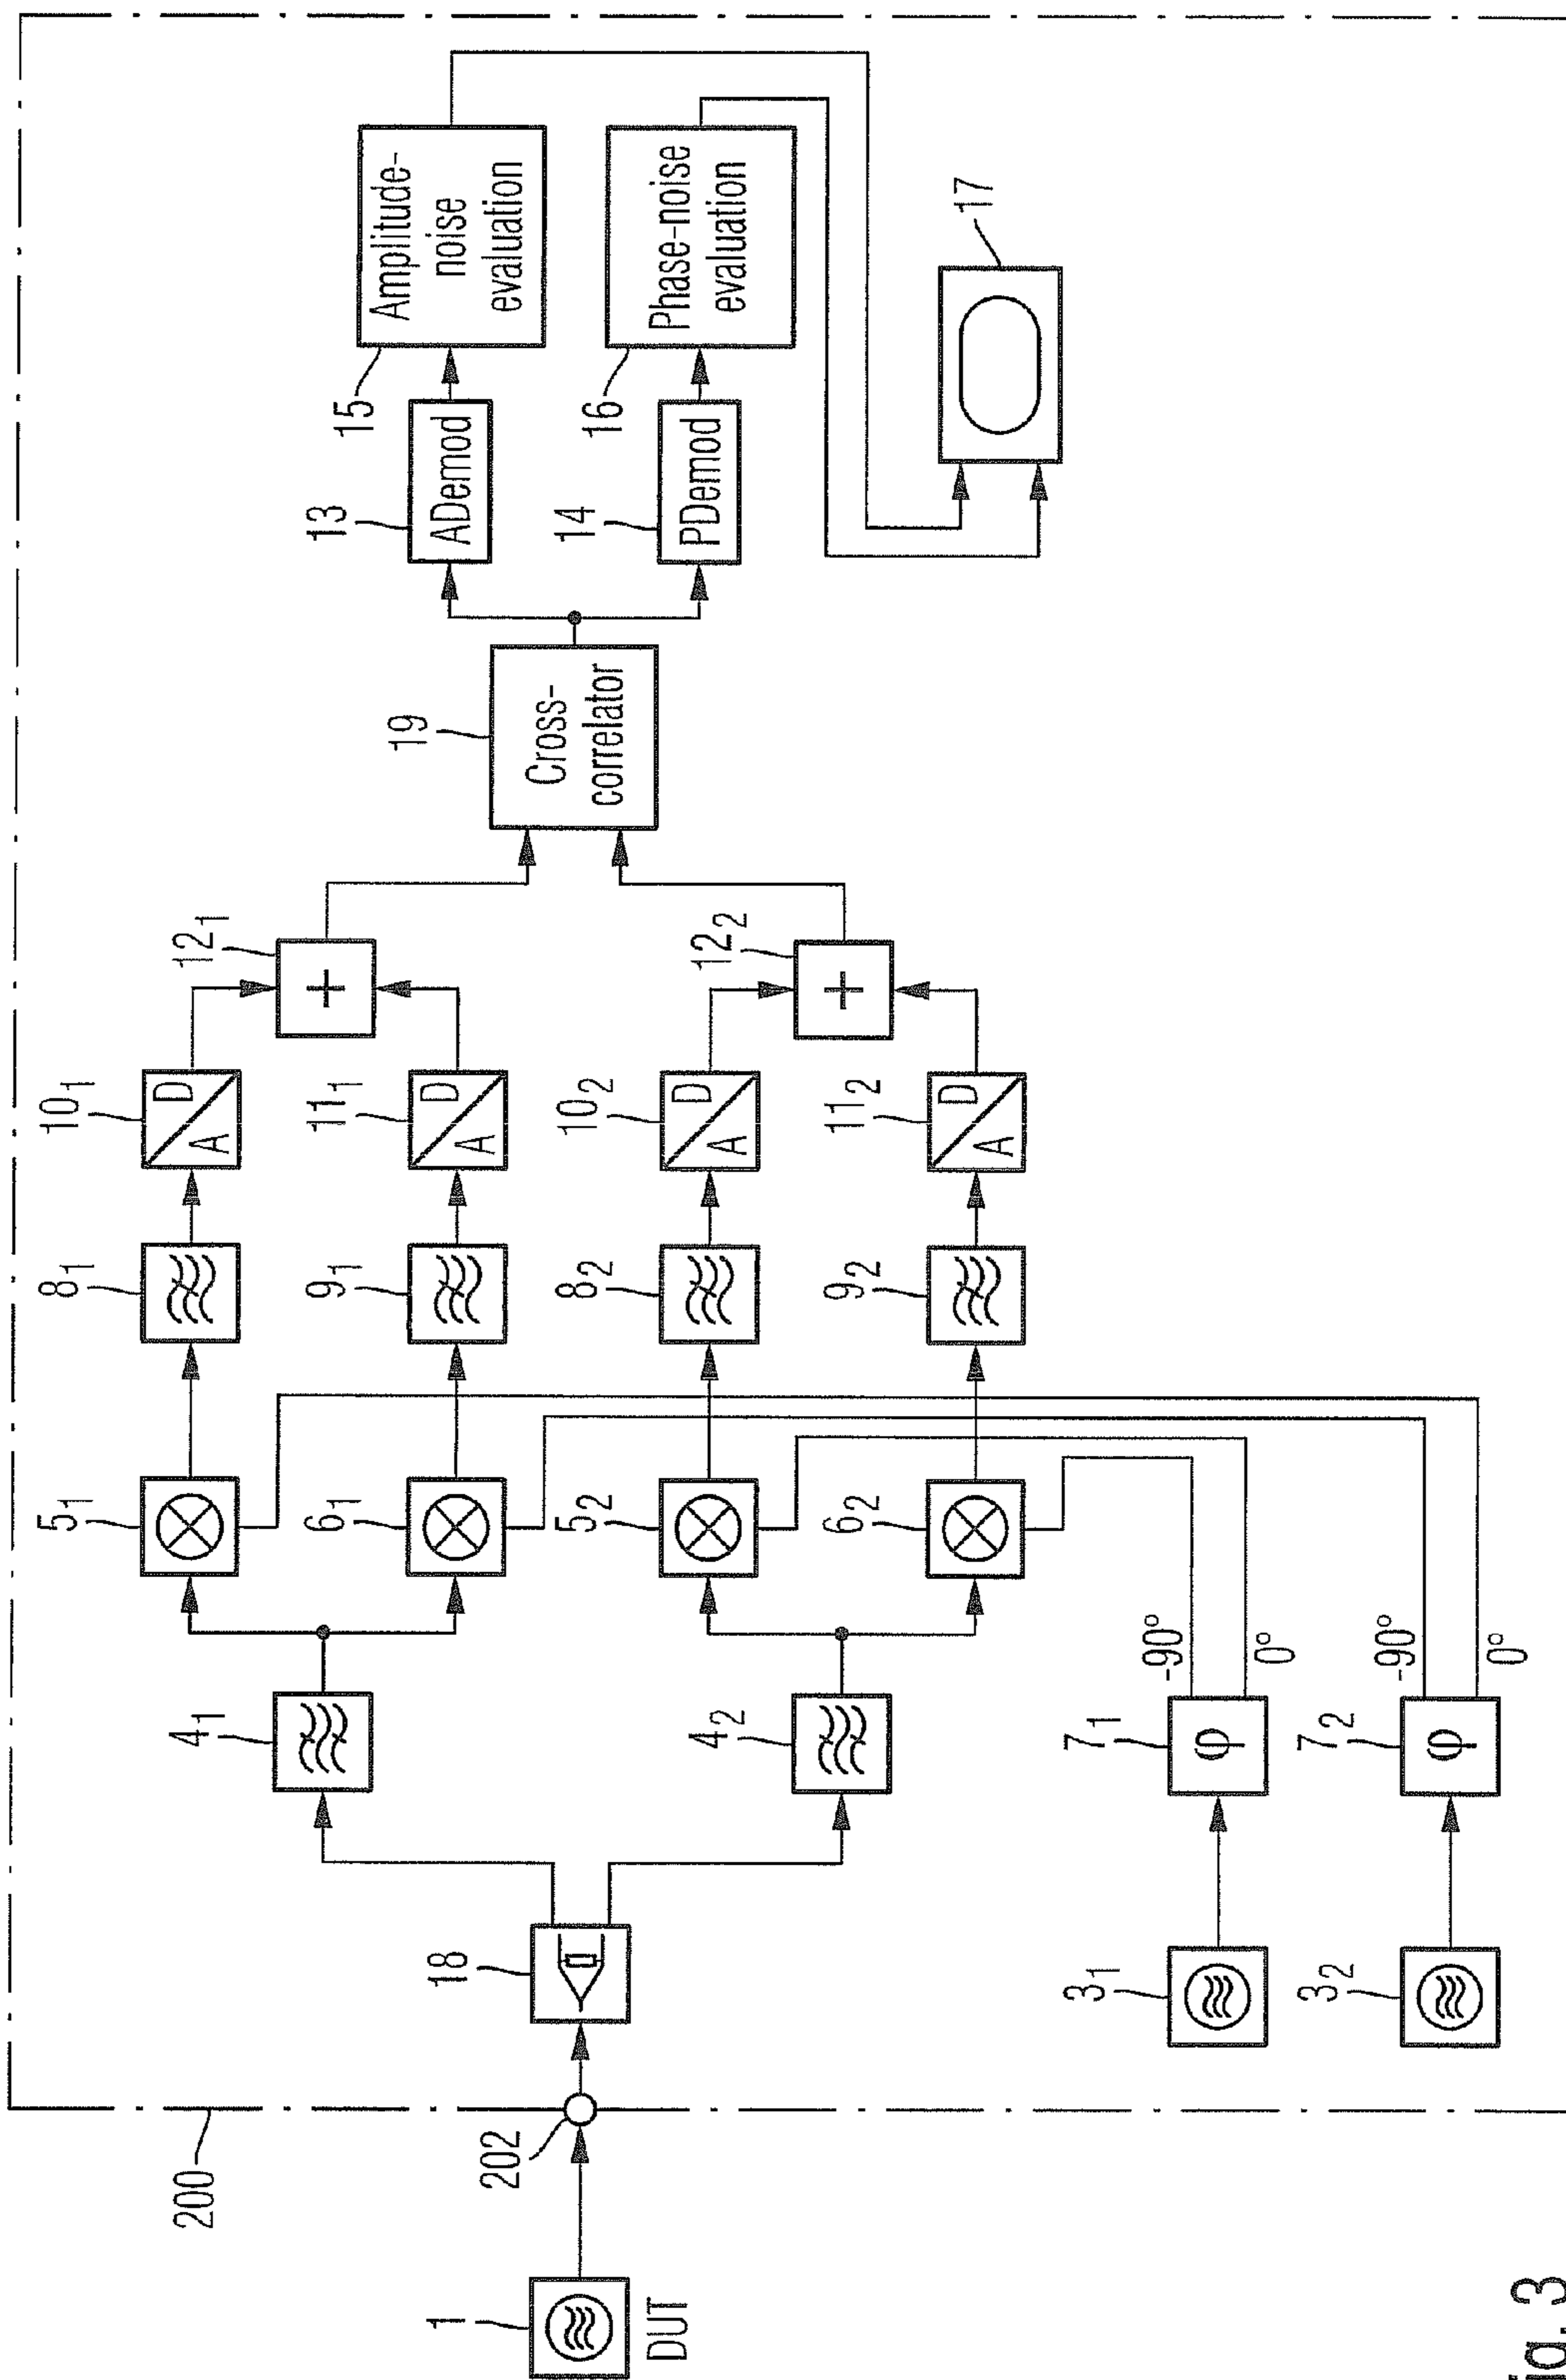 200
1
DUT
202
18
4₁
4₂
3₁
3₂
7₁
φ
-90°
0°
7₂
φ
-90°
0°
5₁
6₁
5₂
6₂
8₁
9₁
8₂
9₂
10₁
A
D
11₁
A
D
10₂
A
D
11₂
A
D
12₁
+
12₂
+
19
Cross-
correlator
13
ADemod
14
PDemod
15
Amplitude-
noise
evaluation
16
Phase-noise
evaluation
17
ig. 3